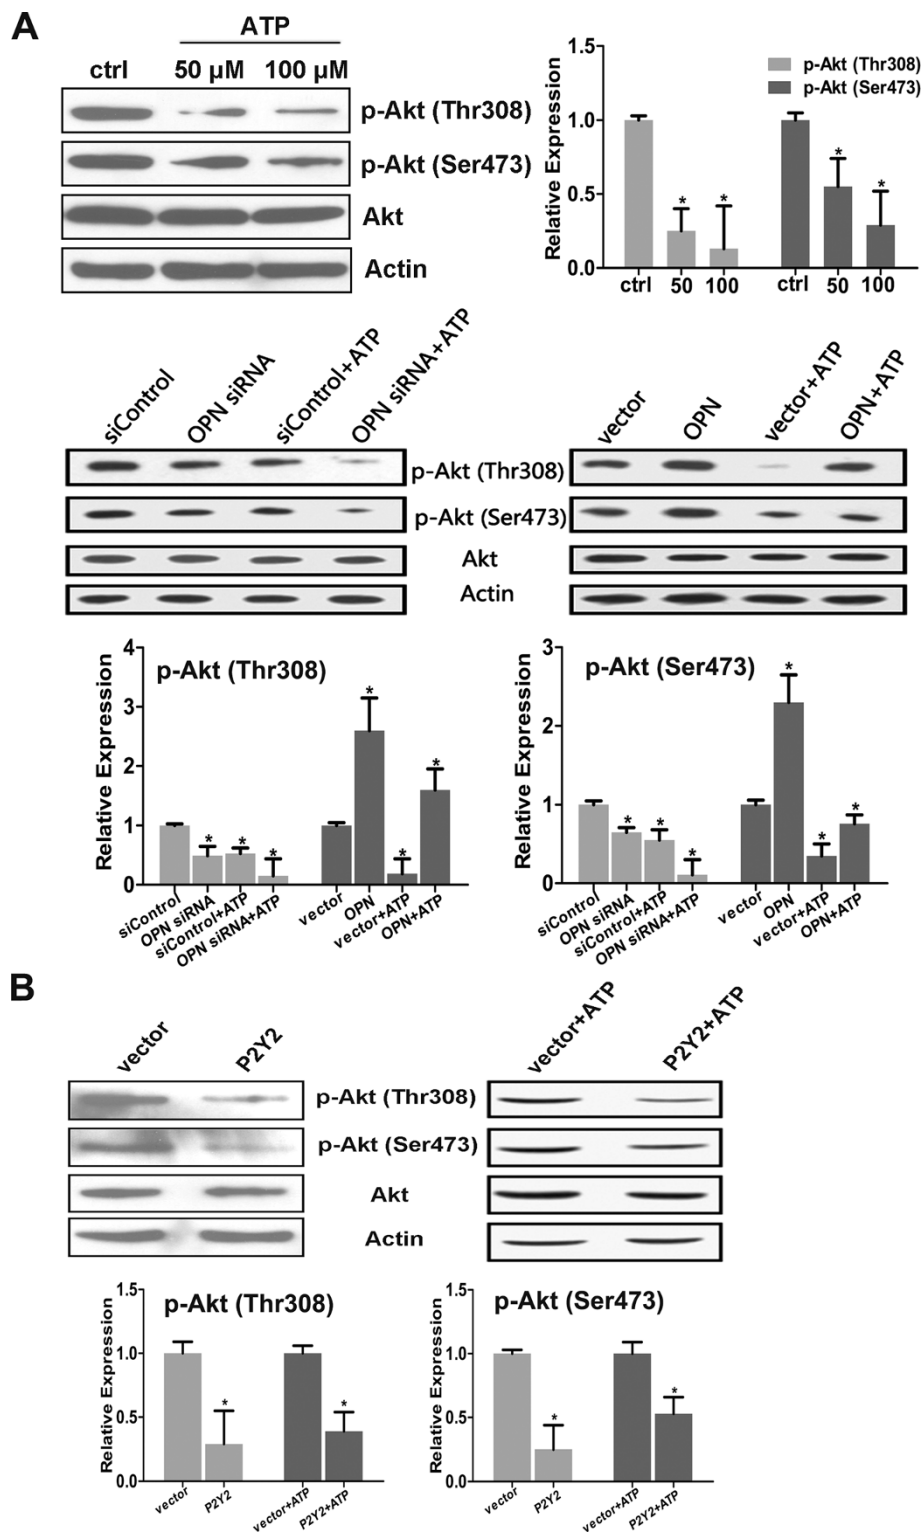 A
ATP
ctrl 50 µM 100 µM
p-Akt (Thr308)
p-Akt (Ser473)
Akt
Actin
Relative Expression
1.5
1.0
0.5
0.0
p-Akt (Thr308)
p-Akt (Ser473)
* * * *
ctrl 50 100 ctrl 50 100
siControl OPN siRNA siControl+ATP OPN siRNA+ATP
vector OPN vector+ATP OPN+ATP
p-Akt (Thr308)
p-Akt (Ser473)
Akt
Actin
p-Akt (Thr308)
Relative Expression
4
3
2
1
0
* * * * * *
siControl OPN siRNA siControl+ATP OPN siRNA+ATP vector OPN vector+ATP OPN+ATP
p-Akt (Ser473)
Relative Expression
3
2
1
0
* * * * * *
siControl OPN siRNA siControl+ATP OPN siRNA+ATP vector OPN vector+ATP OPN+ATP
B
vector P2Y2
vector+ATP P2Y2+ATP
p-Akt (Thr308)
p-Akt (Ser473)
Akt
Actin
p-Akt (Thr308)
Relative Expression
1.5
1.0
0.5
0.0
* *
vector P2Y2 vector+ATP P2Y2+ATP
p-Akt (Ser473)
Relative Expression
1.5
1.0
0.5
0.0
* *
vector P2Y2 vector+ATP P2Y2+ATP